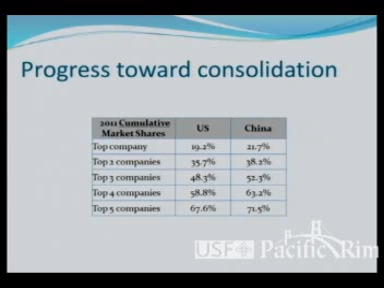 Progress toward consolidation
2011 Cumulative Market Shares US China
Top company 19.2% 21.7%
Top 2 companies 35.7% 38.2%
Top 3 companies 48.3% 52.3%
Top 4 companies 58.8% 63.2%
Top 5 companies 67.6% 71.5%
USF Pacific Rim